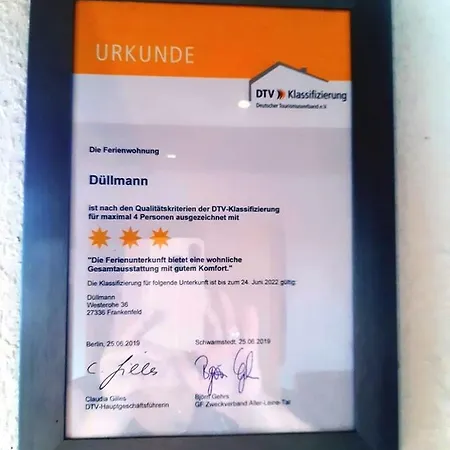 URKUNDE
DTV Klassifizierung
Deutscher Tourismusverband e.V.
Die Ferienwohnung
Düllmann
ist nach den Qualitätskriterien der DTV-Klassifizierung
für maximal 4 Personen ausgezeichnet mit
"Die Ferienunterkunft bietet eine wohnliche
Gesamtausstattung mit gutem Komfort."
Die Klassifizierung für folgende Unterkunft ist bis zum 24. Juni 2022 gültig:
Düllmann
Westerohe 36
27336 Frankenfeld
Berlin, 25.06.2019
Schwarmstedt, 25.06.2019
C. Gilles
Björn Gehrs
Claudia Gilles
DTV-Hauptgeschäftsführerin
Björn Gehrs
GF Zweckverband Aller-Leine-Tal